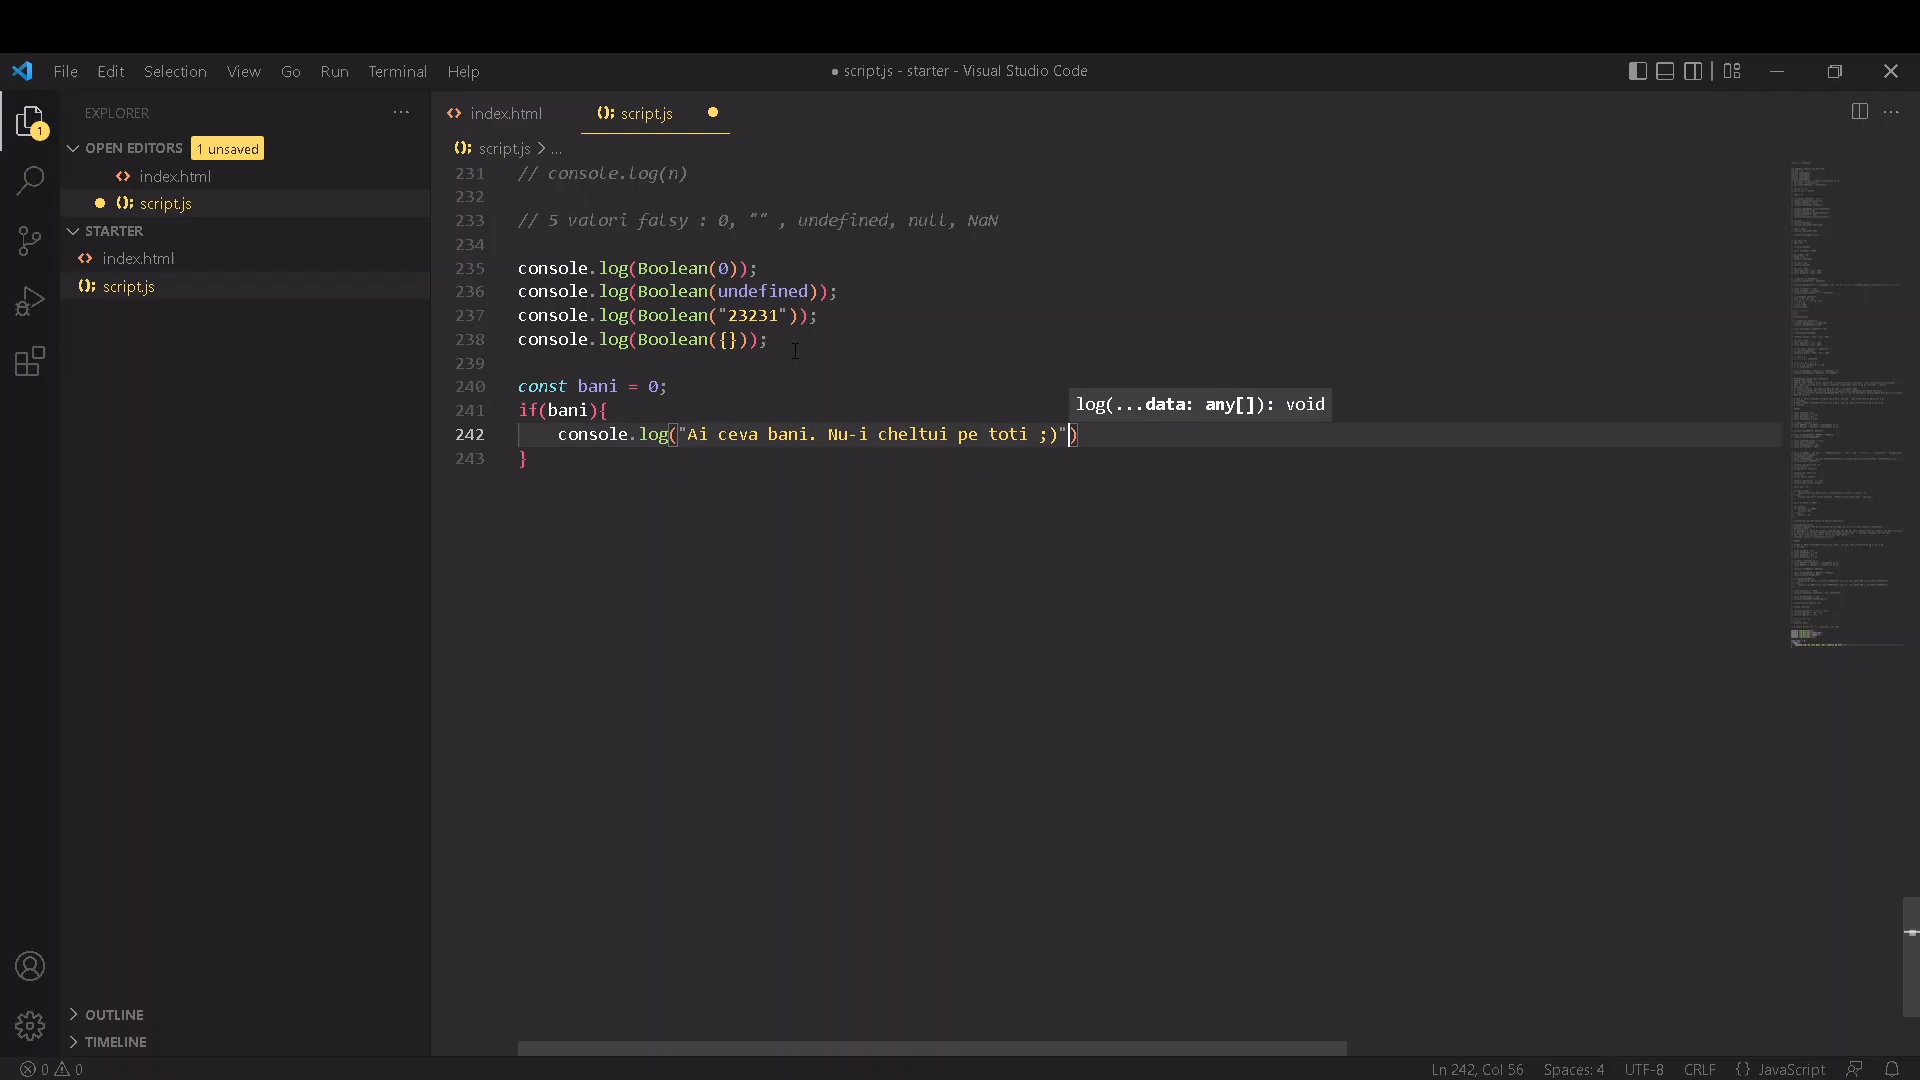 File Edit Selection View Go Run Terminal Help
● script.js - starter - Visual Studio Code
EXPLORER ...
1
OPEN EDITORS 1 unsaved
<> index.html
● (); script.js
STARTER
<> index.html
(); script.js
OUTLINE
TIMELINE
<> index.html
(); script.js ●
(); script.js > ...
231 // console.log(n)
232
233 // 5 valori falsy : 0, "" , undefined, null, NaN
234
235 console.log(Boolean(0));
236 console.log(Boolean(undefined));
237 console.log(Boolean("23231"));
238 console.log(Boolean({}));
239
240 const bani = 0;
241 if(bani){
log(...data: any[]): void
242 console.log("Ai ceva bani. Nu-i cheltui pe toti ;)")
243 }
0 0
Ln 242, Col 56 Spaces: 4 UTF-8 CRLF {} JavaScript